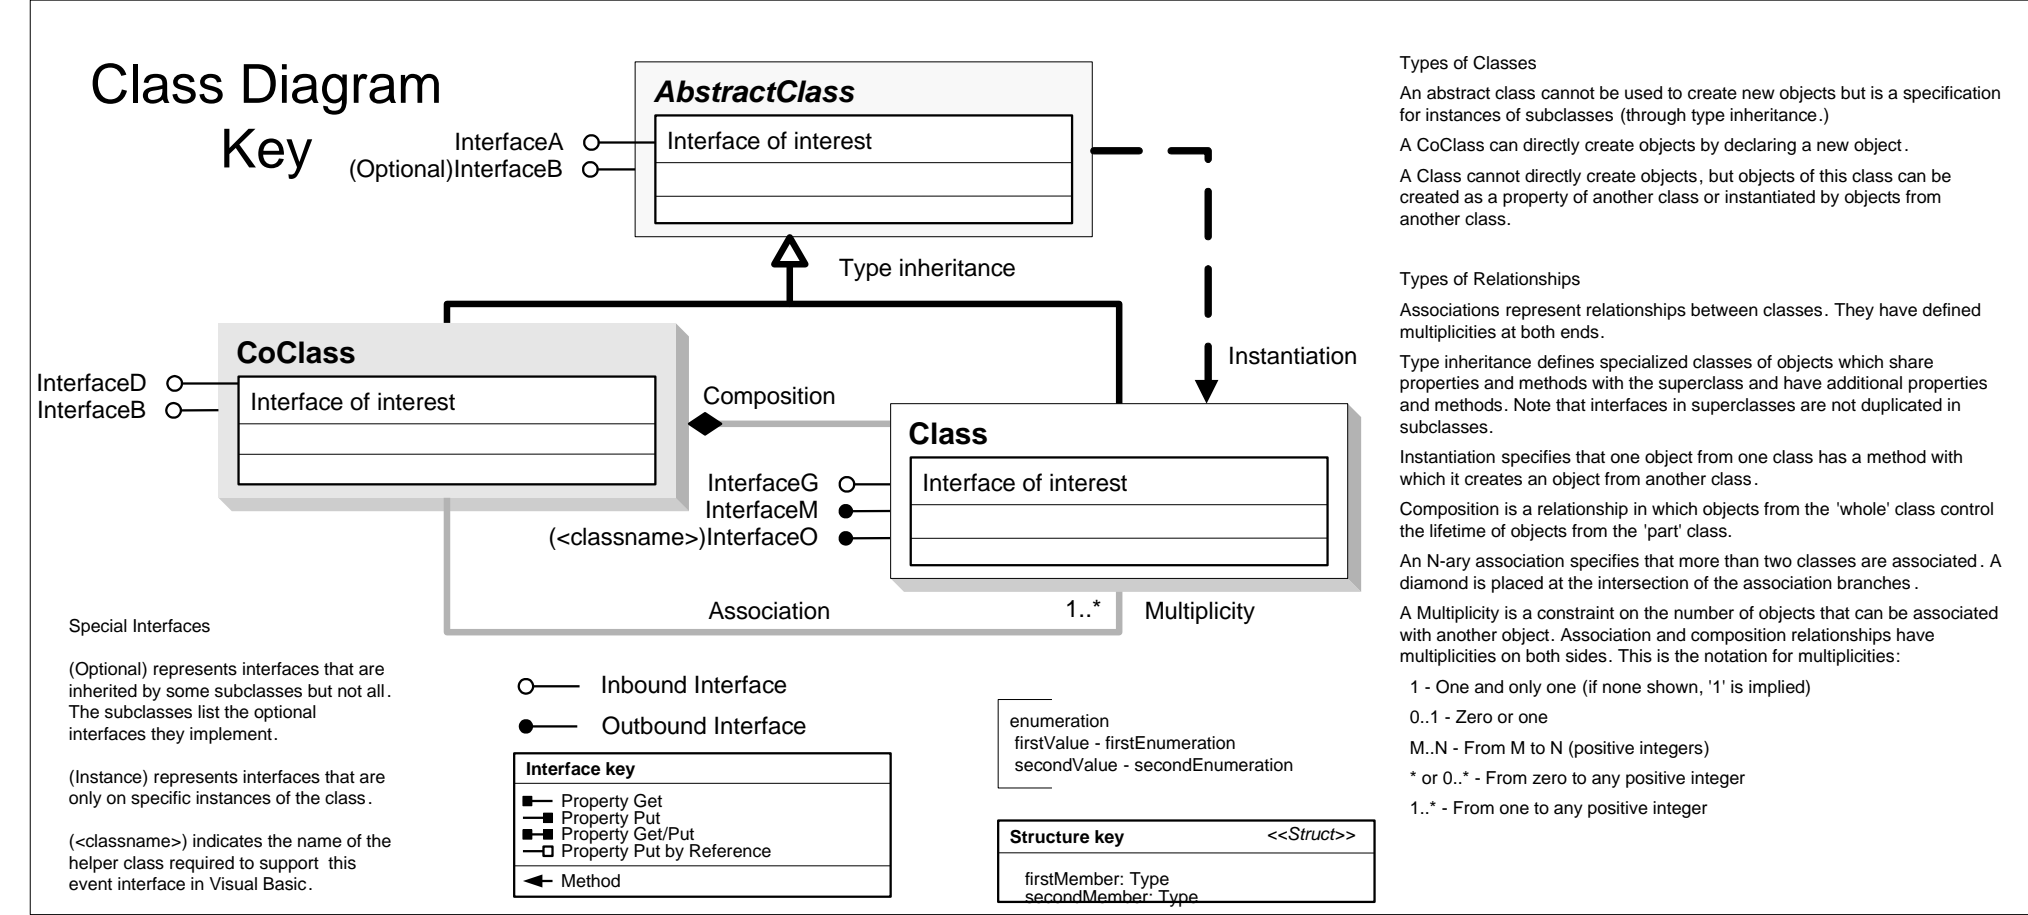 Class Diagram
Key
AbstractClass
Interface of interest
InterfaceA
(Optional)InterfaceB
Type inheritance
Instantiation
CoClass
Interface of interest
InterfaceD
InterfaceB
Composition
Class
Interface of interest
InterfaceG
InterfaceM
(<classname>)InterfaceO
Association
1..*
Multiplicity
Special Interfaces
(Optional) represents interfaces that are
inherited by some subclasses but not all.
The subclasses list the optional
interfaces they implement.
(Instance) represents interfaces that are
only on specific instances of the class.
(<classname>) indicates the name of the
helper class required to support this
event interface in Visual Basic.
Inbound Interface
Outbound Interface
Interface key
Property Get
Property Put
Property Get/Put
Property Put by Reference
Method
enumeration
firstValue - firstEnumeration
secondValue - secondEnumeration
Structure key
<<Struct>>
firstMember: Type
secondMember: Type
Types of Classes
An abstract class cannot be used to create new objects but is a specification
for instances of subclasses (through type inheritance.)
A CoClass can directly create objects by declaring a new object.
A Class cannot directly create objects, but objects of this class can be
created as a property of another class or instantiated by objects from
another class.
Types of Relationships
Associations represent relationships between classes. They have defined
multiplicities at both ends.
Type inheritance defines specialized classes of objects which share
properties and methods with the superclass and have additional properties
and methods. Note that interfaces in superclasses are not duplicated in
subclasses.
Instantiation specifies that one object from one class has a method with
which it creates an object from another class.
Composition is a relationship in which objects from the 'whole' class control
the lifetime of objects from the 'part' class.
An N-ary association specifies that more than two classes are associated. A
diamond is placed at the intersection of the association branches.
A Multiplicity is a constraint on the number of objects that can be associated
with another object. Association and composition relationships have
multiplicities on both sides. This is the notation for multiplicities:
1 - One and only one (if none shown, '1' is implied)
0..1 - Zero or one
M..N - From M to N (positive integers)
* or 0..* - From zero to any positive integer
1..* - From one to any positive integer